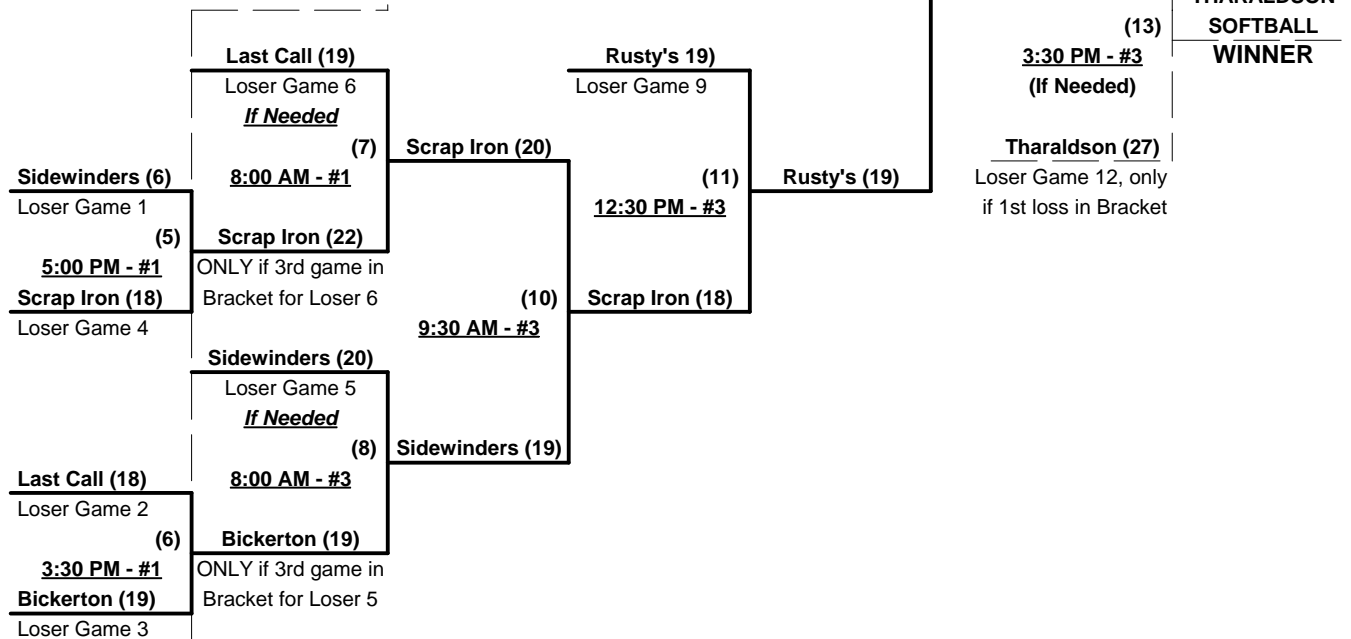 THARALDSON
(13) SOFTBALL
Last Call (19) Rusty's 19) 3:30 PM - #3 WINNER
Loser Game 6 Loser Game 9 (If Needed)
If Needed
(7) Scrap Iron (20) Tharaldson (27)
Sidewinders (6) 8:00 AM - #1 (11) Rusty's (19) Loser Game 12, only
Loser Game 1 12:30 PM - #3 if 1st loss in Bracket
(5) Scrap Iron (22)
5:00 PM - #1 ONLY if 3rd game in
Scrap Iron (18) Bracket for Loser 6 (10) Scrap Iron (18)
Loser Game 4 9:30 AM - #3
Sidewinders (20)
Loser Game 5
If Needed
(8) Sidewinders (19)
Last Call (18) 8:00 AM - #3
Loser Game 2
(6) Bickerton (19)
3:30 PM - #1 ONLY if 3rd game in
Bickerton (19) Bracket for Loser 5
Loser Game 3